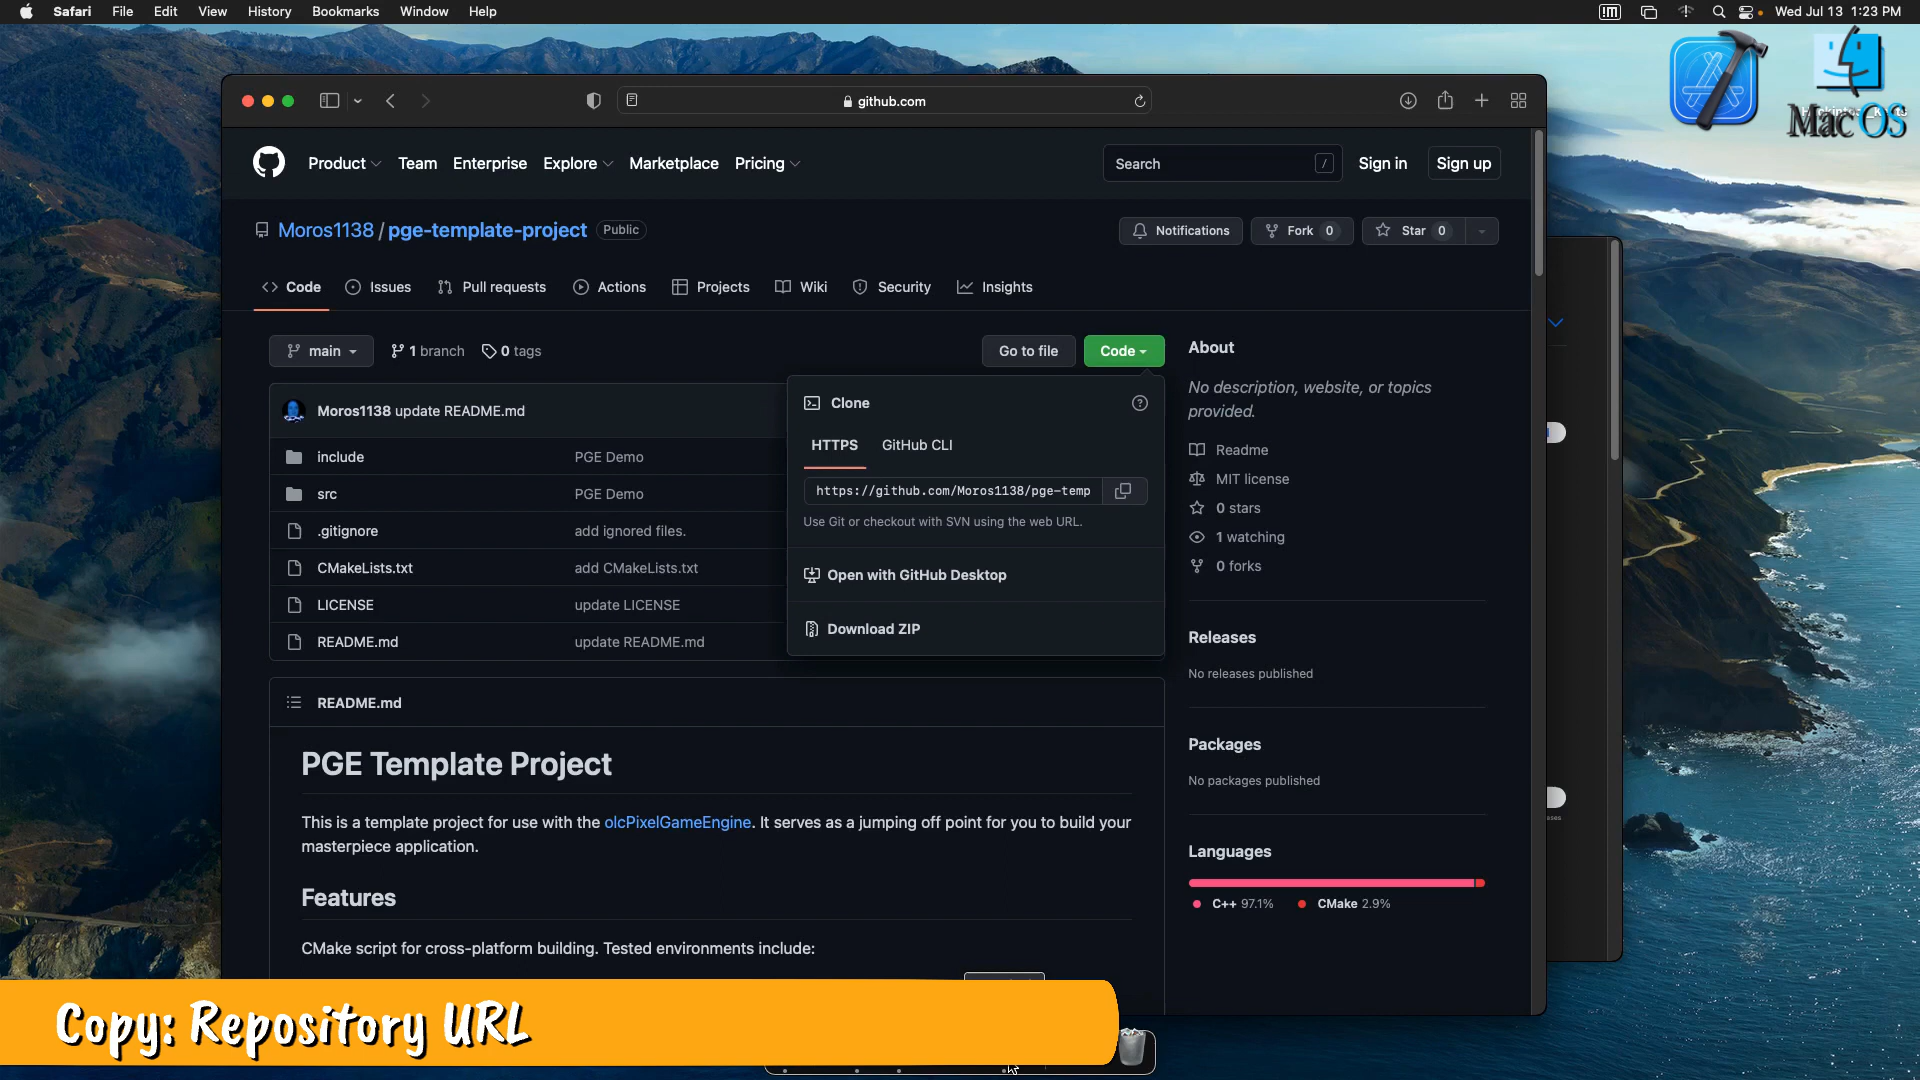 Safari File Edit View History Bookmarks Window Help
Wed Jul 13 1:23 PM
MacOS
github.com
Product Team Enterprise Explore Marketplace Pricing
Search /
Sign in
Sign up
Moros1138 / pge-template-project Public
Notifications
Fork 0
Star 0
Code Issues Pull requests Actions Projects Wiki Security Insights
main
1 branch
0 tags
Go to file
Code
Moros1138 update README.md
include PGE Demo
src PGE Demo
.gitignore add ignored files.
CMakeLists.txt add CMakeLists.txt
LICENSE update LICENSE
README.md update README.md
Clone
HTTPS GitHub CLI
https://github.com/Moros1138/pge-temp
Use Git or checkout with SVN using the web URL.
Open with GitHub Desktop
Download ZIP
About
No description, website, or topics
provided.
Readme
MIT license
0 stars
1 watching
0 forks
Releases
No releases published
Packages
No packages published
Languages
C++ 97.1% CMake 2.9%
README.md
PGE Template Project
This is a template project for use with the olcPixelGameEngine. It serves as a jumping off point for you to build your
masterpiece application.
Features
CMake script for cross-platform building. Tested environments include:
Copy: Repository URL